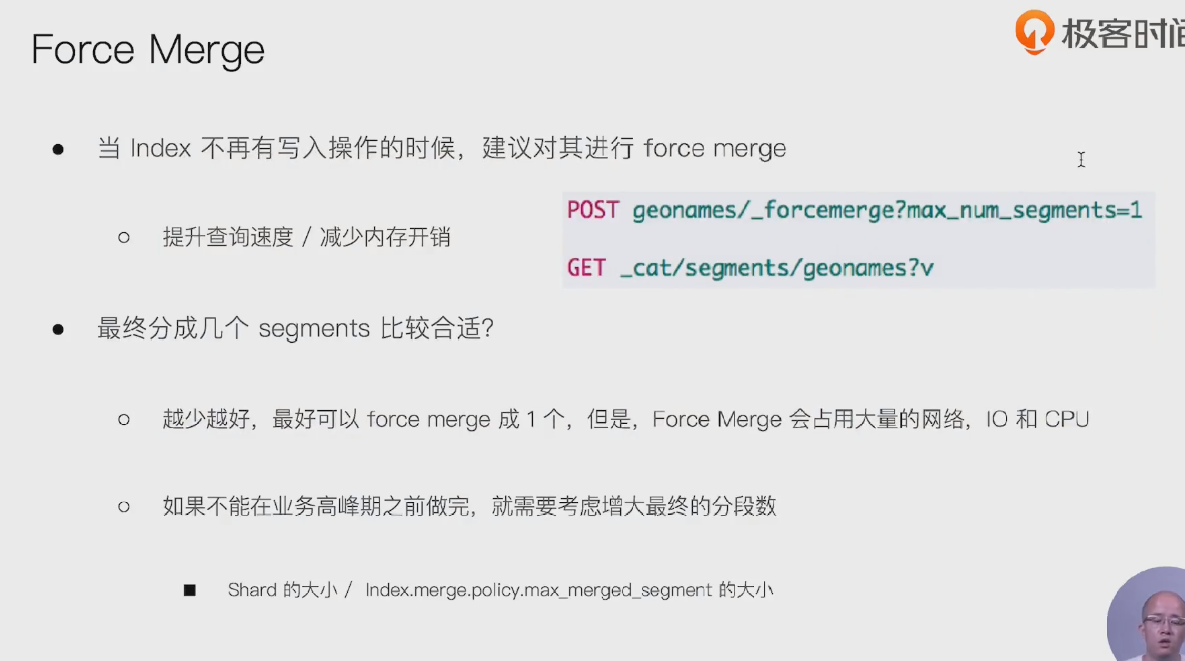 极客时间
Force Merge
当 Index 不再有写入操作的时候，建议对其进行 force merge
提升查询速度 / 减少内存开销
POST geonames/_forcemerge?max_num_segments=1
GET _cat/segments/geonames?v
最终分成几个 segments 比较合适？
越少越好，最好可以 force merge 成 1 个，但是，Force Merge 会占用大量的网络，IO 和 CPU
如果不能在业务高峰期之前做完，就需要考虑增大最终的分段数
Shard 的大小 / Index.merge.policy.max_merged_segment 的大小